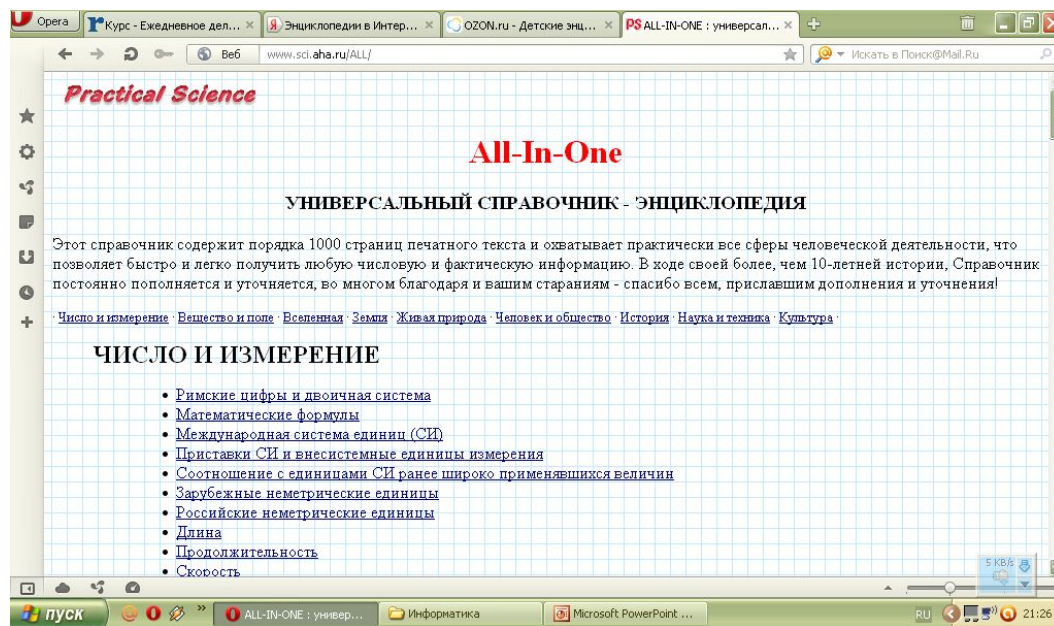 Opera
Курс - Ежедневное дел...
Энциклопедии в Интер...
OZON.ru - Детские энц...
PS ALL-IN-ONE : универсал...
Веб
www.sci.aha.ru/ALL/
Искать в Поиск@Mail.Ru
Practical Science
All-In-One
УНИВЕРСАЛЬНЫЙ СПРАВОЧНИК - ЭНЦИКЛОПЕДИЯ
Этот справочник содержит порядка 1000 страниц печатного текста и охватывает практически все сферы человеческой деятельности, что
позволяет быстро и легко получить любую числовую и фактическую информацию. В ходе своей более, чем 10-летней истории, Справочник
постоянно пополняется и уточняется, во многом благодаря и вашим стараниям - спасибо всем, приславшим дополнения и уточнения!
· Число и измерение · Вещество и поле · Вселенная · Земля · Живая природа · Человек и общество · История · Наука и техника · Культура ·
ЧИСЛО И ИЗМЕРЕНИЕ
• Римские цифры и двоичная система
• Математические формулы
• Международная система единиц (СИ)
• Приставки СИ и внесистемные единицы измерения
• Соотношение с единицами СИ ранее широко применявшихся величин
• Зарубежные неметрические единицы
• Российские неметрические единицы
• Длина
• Продолжительность
• Скорость
5 KB/s
пуск
ALL-IN-ONE : универ...
Информатика
Microsoft PowerPoint ...
RU
21:26